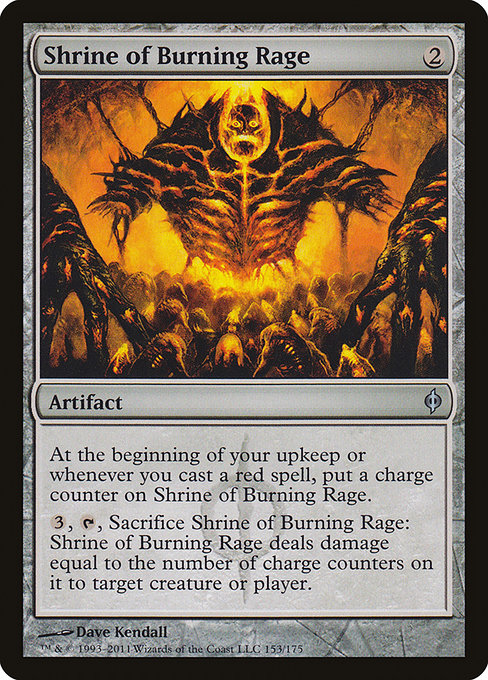 Shrine of Burning Rage 2
Artifact
At the beginning of your upkeep or
whenever you cast a red spell, put a charge
counter on Shrine of Burning Rage.
3, , Sacrifice Shrine of Burning Rage:
Shrine of Burning Rage deals damage
equal to the number of charge counters on
it to target creature or player.
Dave Kendall
™ & © 1993–2011 Wizards of the Coast LLC 153/175